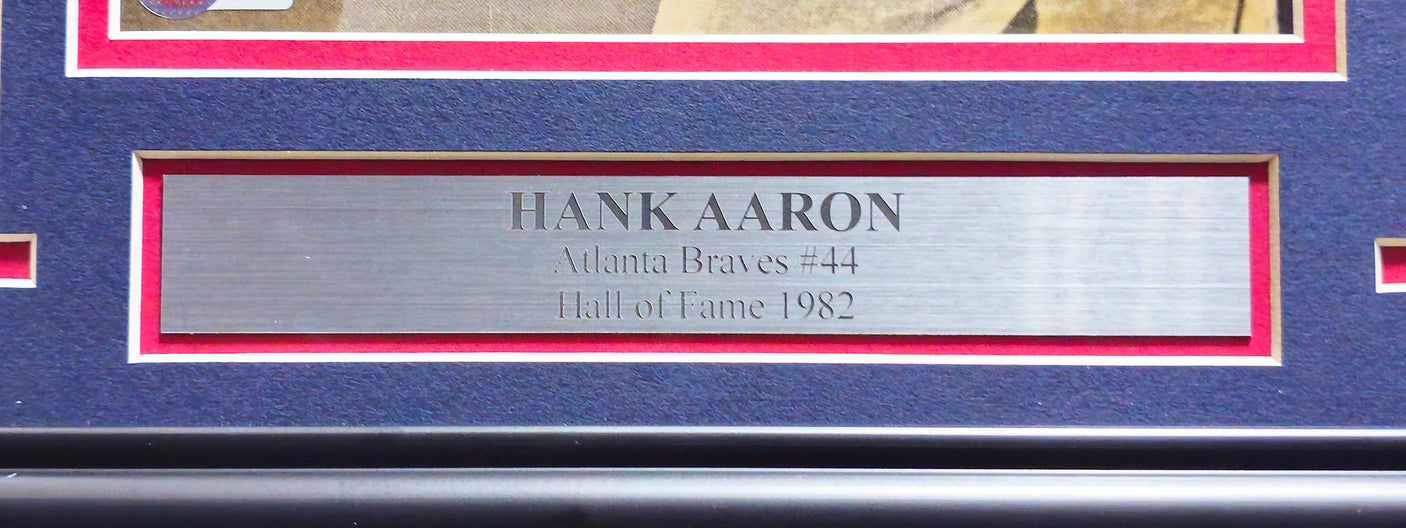 HANK AARON
Atlanta Braves #44
Hall of Fame 1982